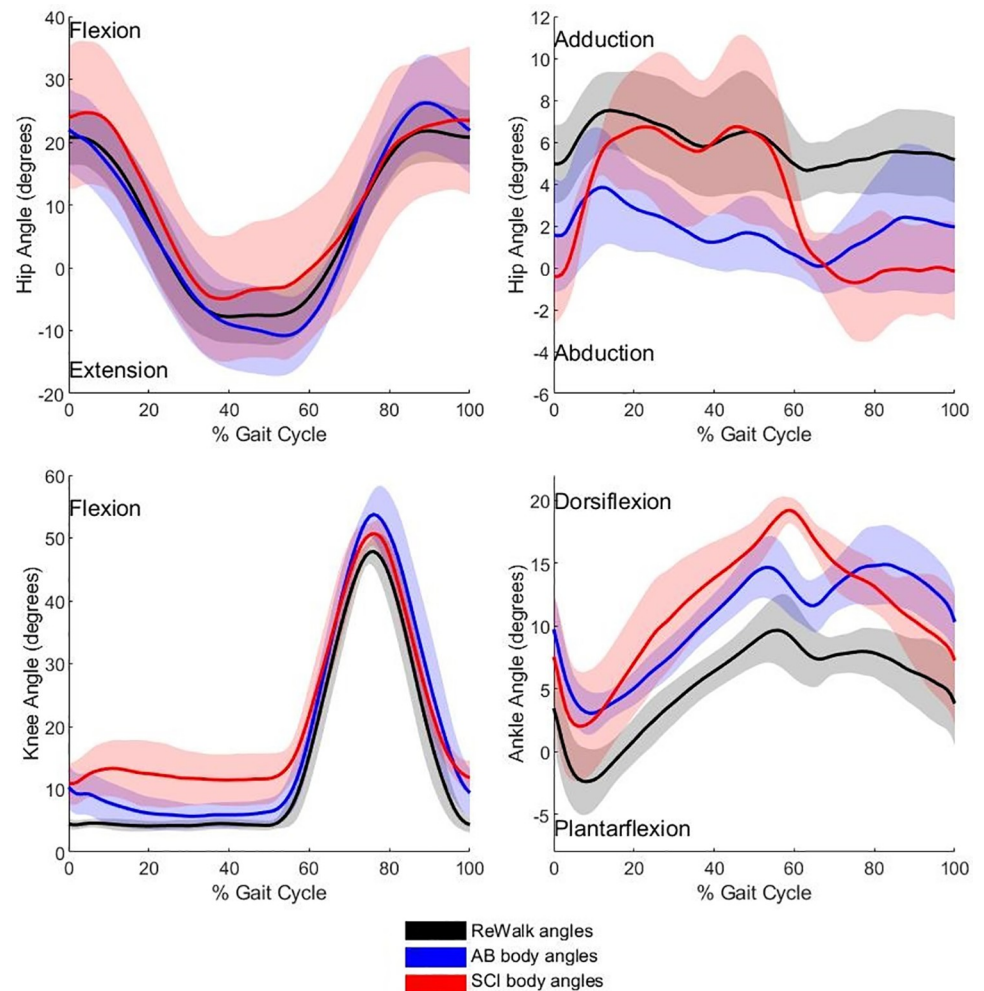 40
30
20
10
0
-10
-20
Flexion
Extension
Hip Angle (degrees)
0 20 40 60 80 100
% Gait Cycle
12
10
8
6
4
2
0
-2
-4
-6
Adduction
Abduction
Hip Angle (degrees)
0 20 40 60 80 100
% Gait Cycle
60
50
40
30
20
10
0
Flexion
Knee Angle (degrees)
0 20 40 60 80 100
% Gait Cycle
20
15
10
5
0
-5
Dorsiflexion
Plantarflexion
Ankle Angle (degrees)
0 20 40 60 80 100
% Gait Cycle
ReWalk angles
AB body angles
SCI body angles